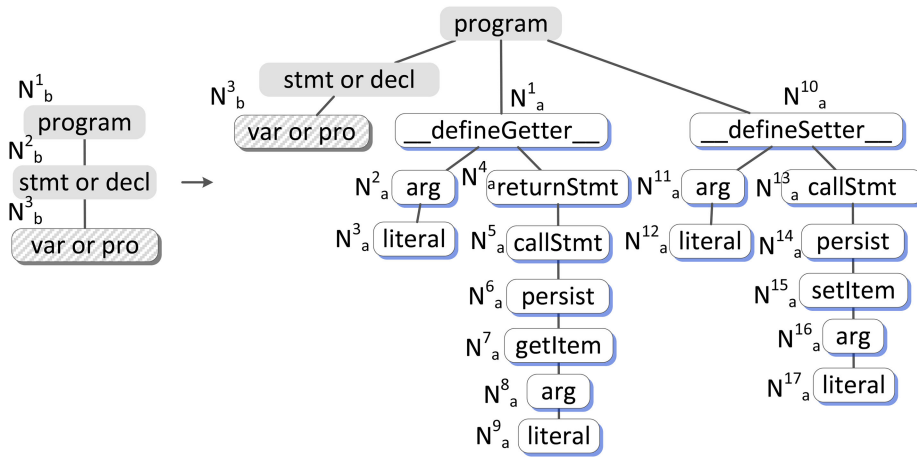 program
stmt or decl
N¹b
N³b
N¹a
N¹⁰a
program
var or pro
__defineGetter__
__defineSetter__
N²b
stmt or decl
N²a
arg
N⁴a
returnStmt
N¹¹a
arg
N¹³a
callStmt
N³b
var or pro
N³a
literal
N⁵a
callStmt
N¹²a
literal
N¹⁴a
persist
N⁶a
persist
N¹⁵a
setItem
N⁷a
getItem
N¹⁶a
arg
N⁸a
arg
N¹⁷a
literal
N⁹a
literal